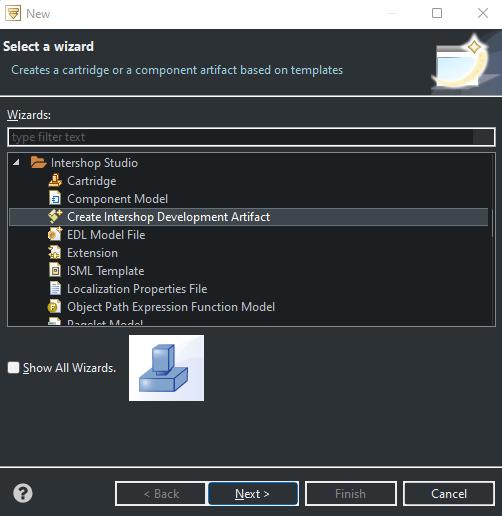 New
Select a wizard
Creates a cartridge or a component artifact based on templates
Wizards:
type filter text
Intershop Studio
Cartridge
Component Model
Create Intershop Development Artifact
EDL Model File
Extension
ISML Template
Localization Properties File
Object Path Expression Function Model
Pagelet Model
Show All Wizards.
< Back
Next >
Finish
Cancel